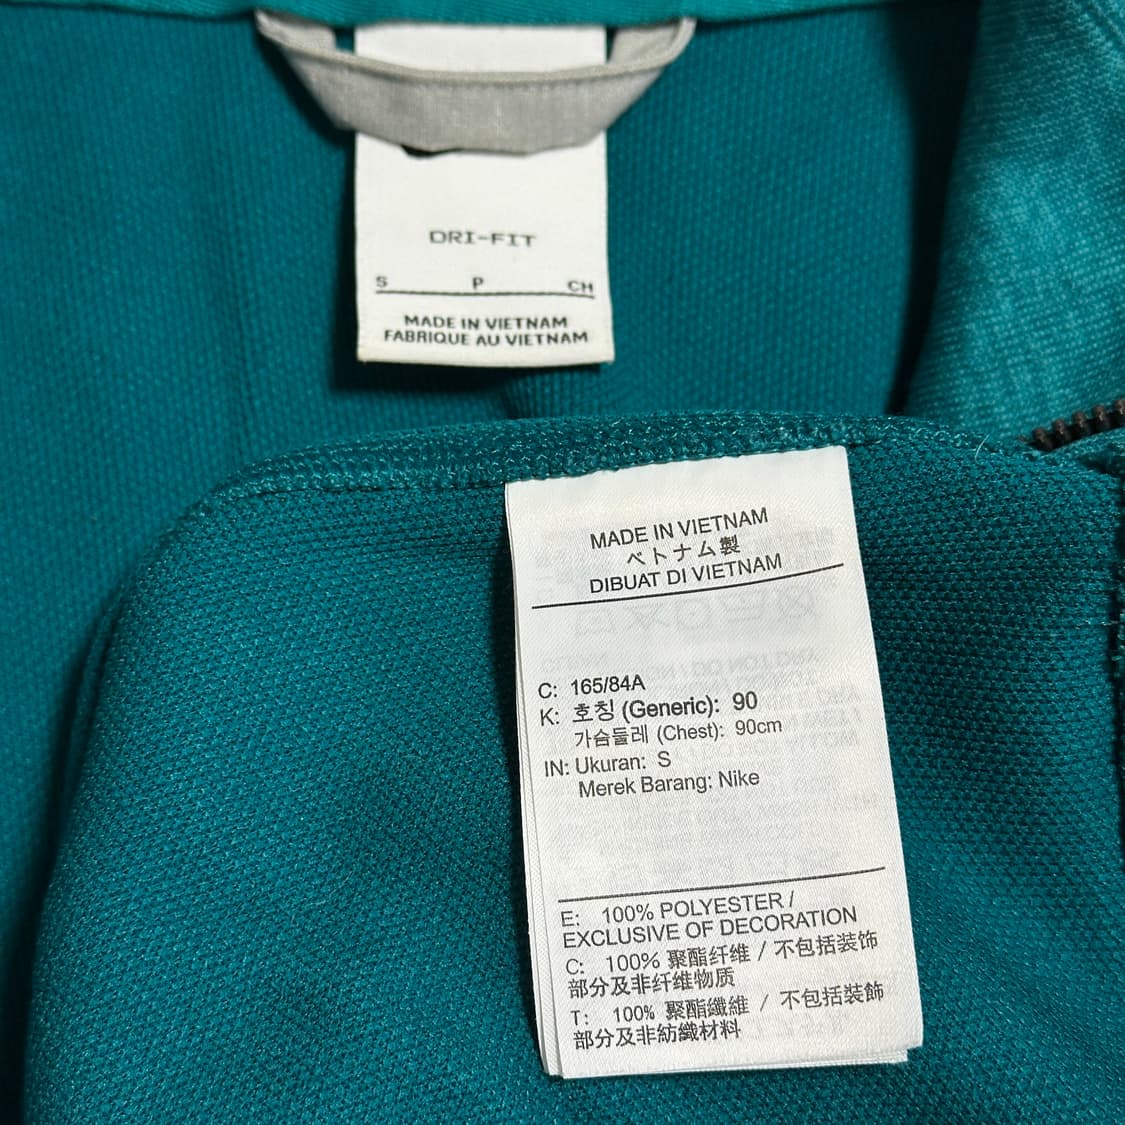 DRI-FIT
S P CH
MADE IN VIETNAM
FABRIQUE AU VIETNAM
MADE IN VIETNAM
ベトナム製
DIBUAT DI VIETNAM
C: 165/84A
K: 호칭 (Generic): 90
가슴둘레 (Chest): 90cm
IN: Ukuran: S
Merek Barang: Nike
E: 100% POLYESTER /
EXCLUSIVE OF DECORATION
C: 100% 聚酯纤维 / 不包括装饰
部分及非纤维物质
T: 100% 聚酯纖維 / 不包括裝飾
部分及非紡織材料